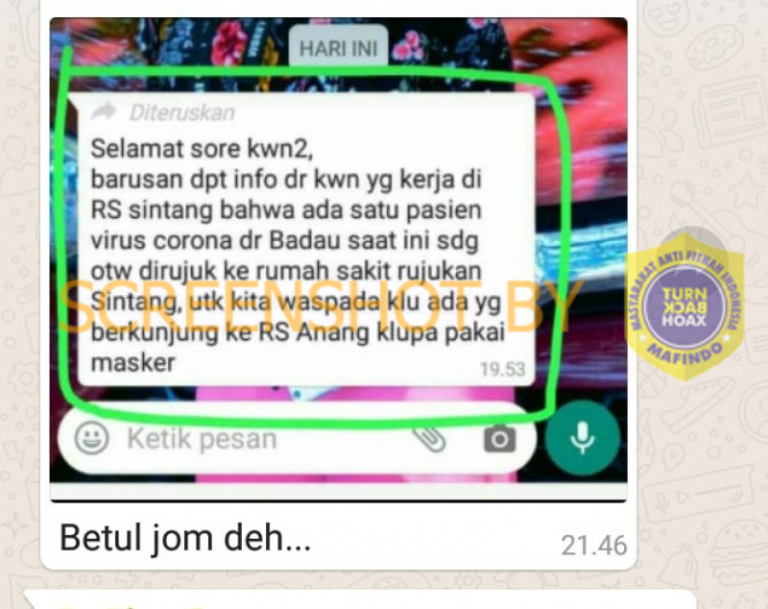 HARI INI
Diteruskan
Selamat sore kwn2,
barusan dpt info dr kwn yg kerja di
RS sintang bahwa ada satu pasien
virus corona dr Badau saat ini sdg
otw dirujuk ke rumah sakit rujukan
Sintang, utk kita waspada klu ada yg
berkunjung ke RS Anang klupa pakai
masker
19.53
SCREENSHOT BY
MASYARAKAT ANTI FITNAH INDONESIA
TURN
BACK
HOAX
MAFINDO
Ketik pesan
Betul jom deh...
21.46